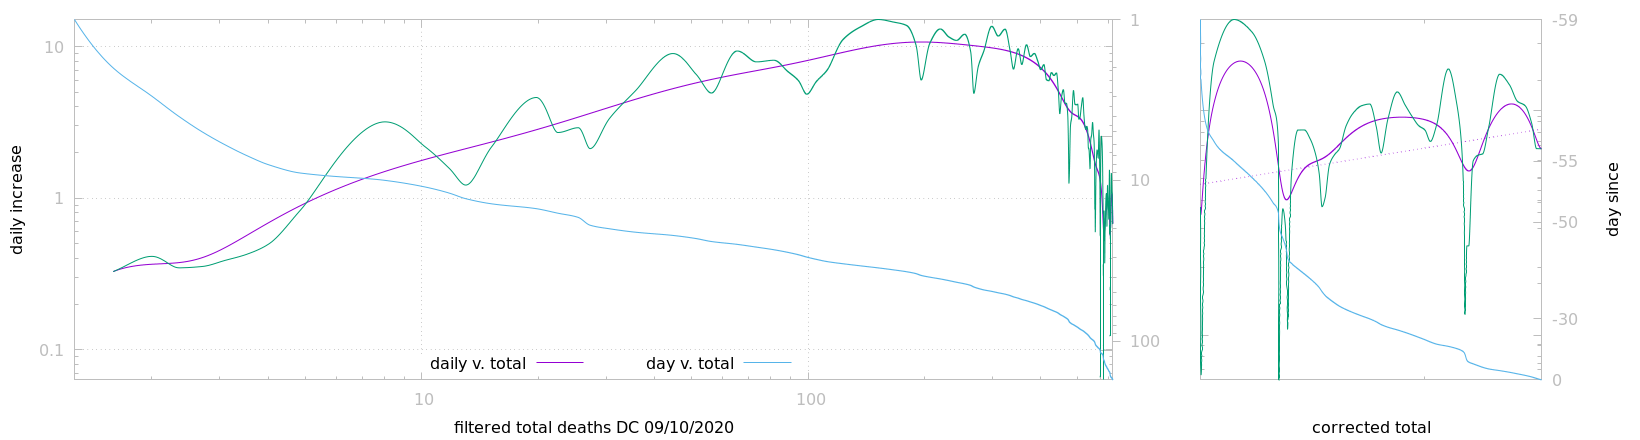 10
1
0.1
daily increase
10
100
daily v. total
day v. total
filtered total deaths DC 09/10/2020
1
10
100
-59
-55
-50
-30
0
day since
corrected total